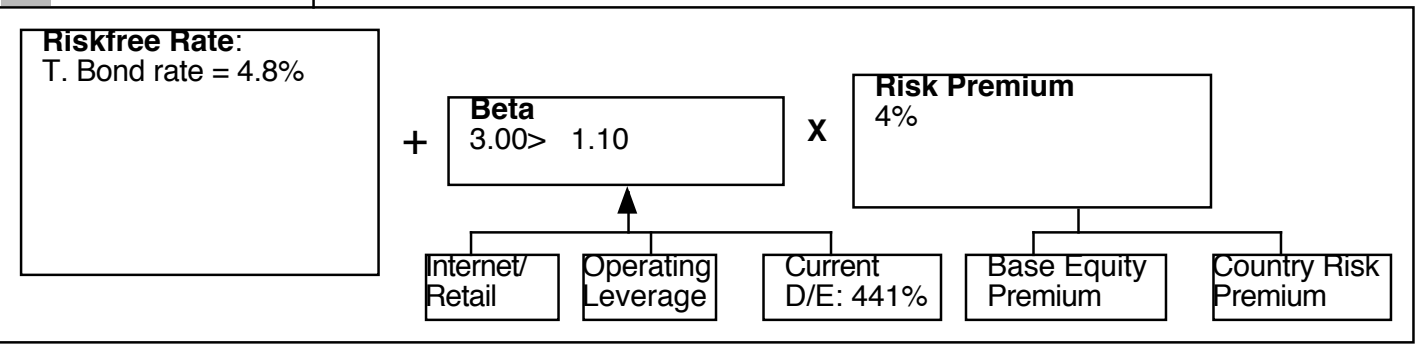 Riskfree Rate:
T. Bond rate = 4.8%
+
Beta
3.00> 1.10
X
Risk Premium
4%
Internet/
Retail
Operating
Leverage
Current
D/E: 441%
Base Equity
Premium
Country Risk
Premium